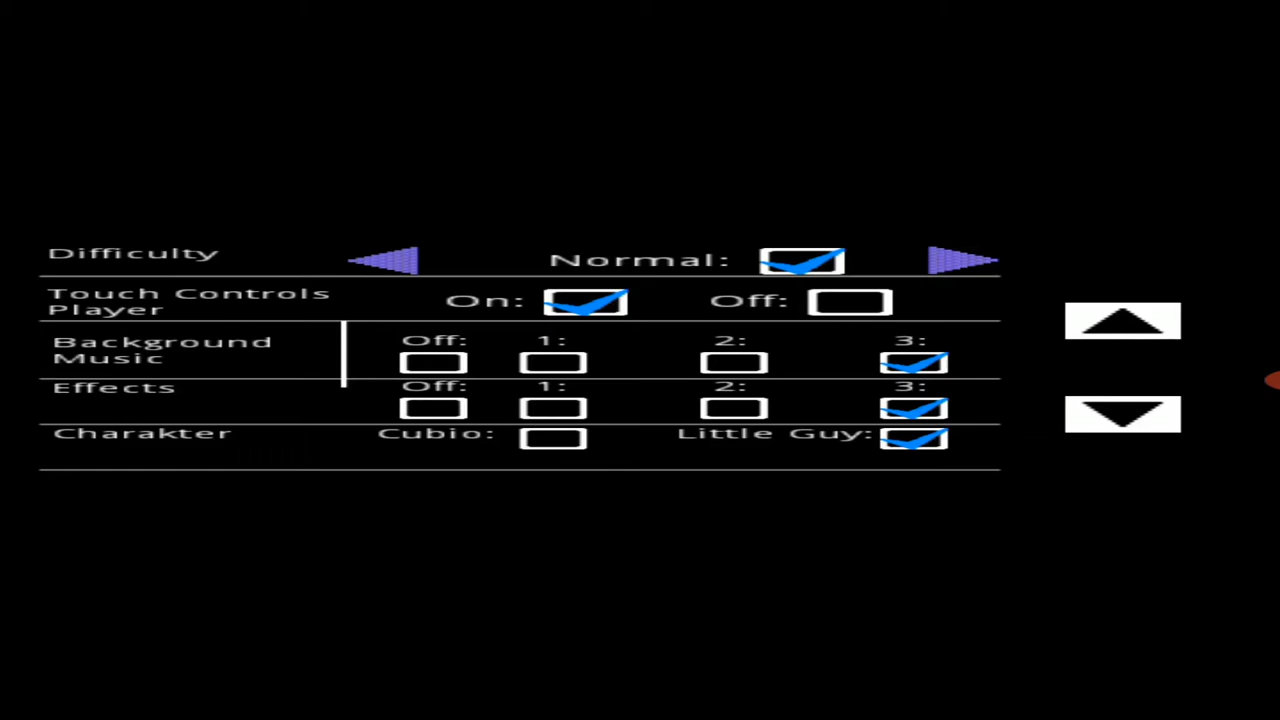 Difficulty Normal:
Touch Controls
Player On: Off:
Background
Music Off: 1: 2: 3:
Effects Off: 1: 2: 3:
Charakter Cubio: Little Guy: